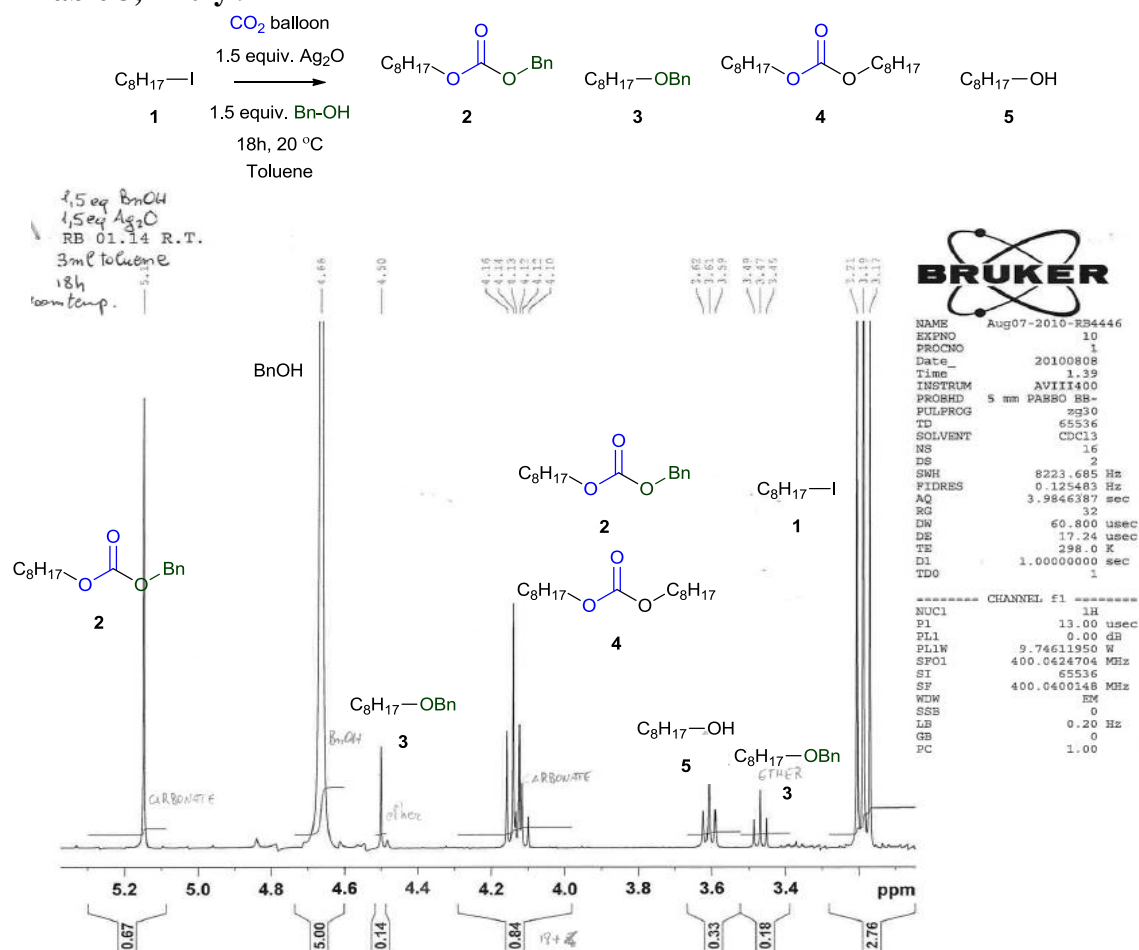 CO2 balloon
1.5 equiv. Ag2O
C8H17—I
1.5 equiv. Bn-OH
18h, 20 °C
Toluene
1
C8H17 O O O Bn
2
C8H17—OBn
3
C8H17 O O O C8H17
4
C8H17—OH
5
1,5 eq BnOH
1,5 eq Ag2O
RB 01.14 R.T.
3ml toluene
18h
temp.
4.66
4.50
4.16
4.14
4.13
4.12
4.12
4.10
3.62
3.61
3.59
3.49
3.47
3.45
3.21
3.19
3.17
BRUKER
NAME Aug07-2010-RB4446
EXPNO 10
PROCNO 1
Date_ 20100808
Time 1.39
INSTRUM AVIII400
PROBHD 5 mm PABBO BB-
PULPROG zg30
TD 65536
SOLVENT CDCl3
NS 16
DS 2
SWH 8223.685 Hz
FIDRES 0.125483 Hz
AQ 3.9846387 sec
RG 32
DW 60.800 usec
DE 17.24 usec
TE 298.0 K
D1 1.00000000 sec
TD0 1
======== CHANNEL f1 ========
NUC1 1H
P1 13.00 usec
PL1 0.00 dB
PL1W 9.74611950 W
SFO1 400.0424704 MHz
SI 65536
SF 400.0400148 MHz
WDW EM
SSB 0
LB 0.20 Hz
GB 0
PC 1.00
BnOH
C8H17 O O O Bn
2
C8H17—I
1
C8H17 O O O Bn
2
C8H17 O O O C8H17
4
C8H17—OBn
3
C8H17—OH
5
C8H17—OBn
3
BnOH
CARBONATE
ether
CARBONATE
ETHER
5.2 5.0 4.8 4.6 4.4 4.2 4.0 3.8 3.6 3.4 ppm
0.67 5.00 0.14 0.84 0.33 0.18 2.76